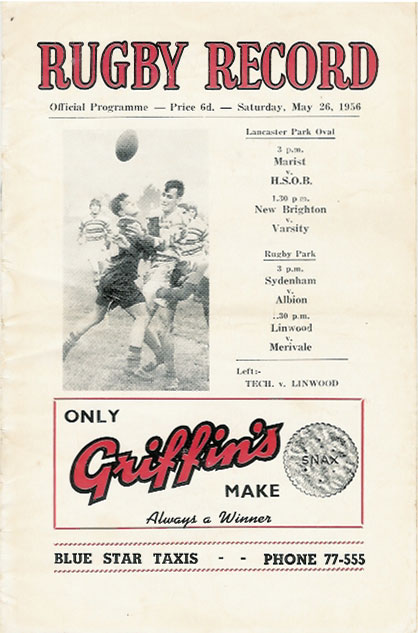 RUGBY RECORD
Official Programme — Price 6d. — Saturday, May 26, 1956
Lancaster Park Oval
3 p.m.
Marist
v.
H.S.O.B.
1.30 p m.
New Brighton
v.
Varsity
Rugby Park
3 p.m.
Sydenham
v.
Albion
.30 p.m.
Linwood
v.
Merivale
Left:-
TECH. v. LINWOOD
ONLY
Griffin's
SNAX
MAKE
Always a Winner
BLUE STAR TAXIS - - PHONE 77-555